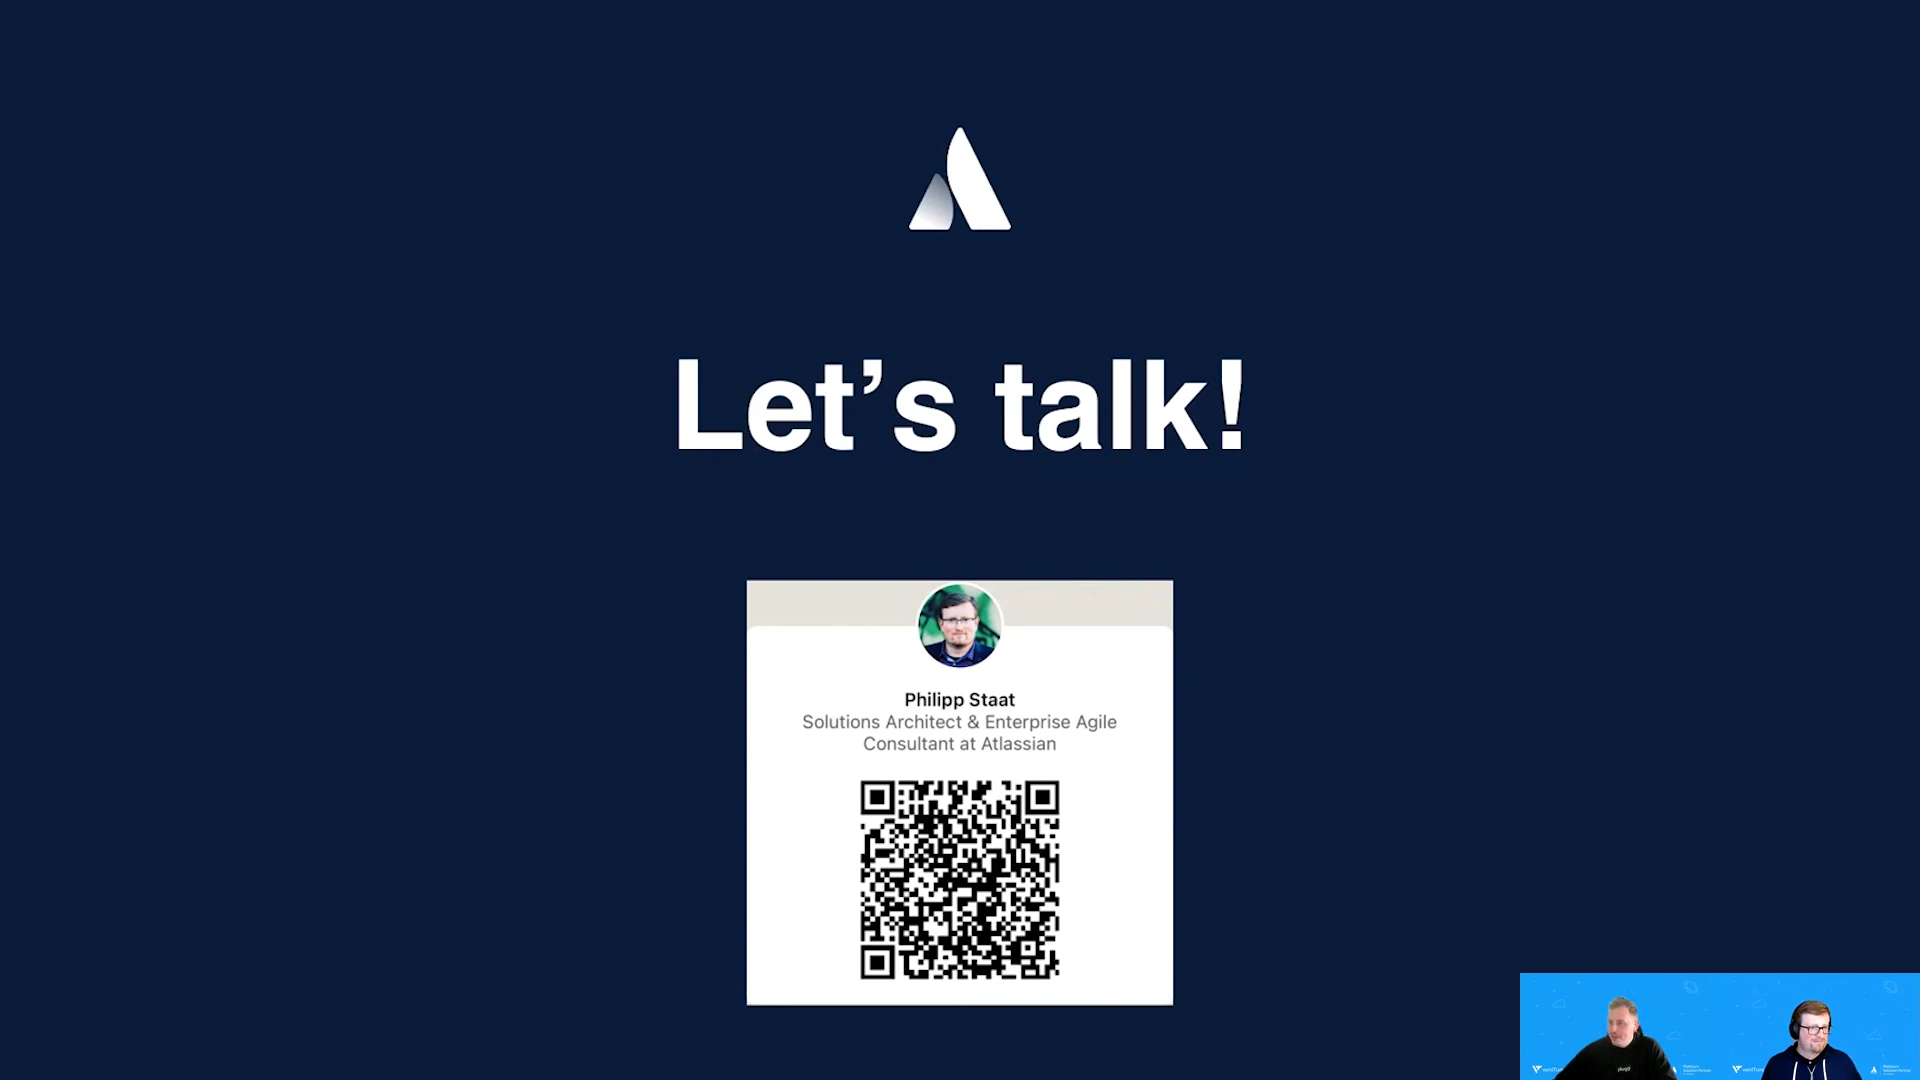 Let’s talk!
Philipp Staat
Solutions Architect & Enterprise Agile
Consultant at Atlassian